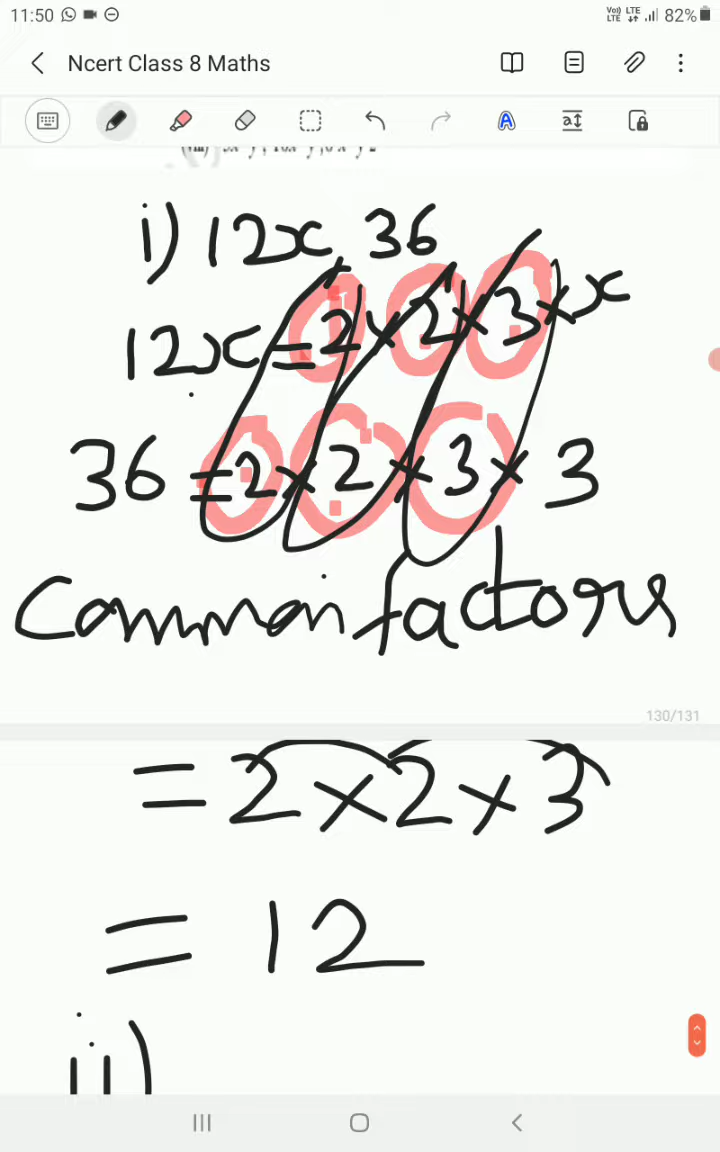 11:50 82%
Ncert Class 8 Maths
i) 12x, 36
12x = 2 × 2 × 3 × x
36 = 2 × 2 × 3 × 3
Common factors
130/131
= 2 × 2 × 3
= 12
ii)